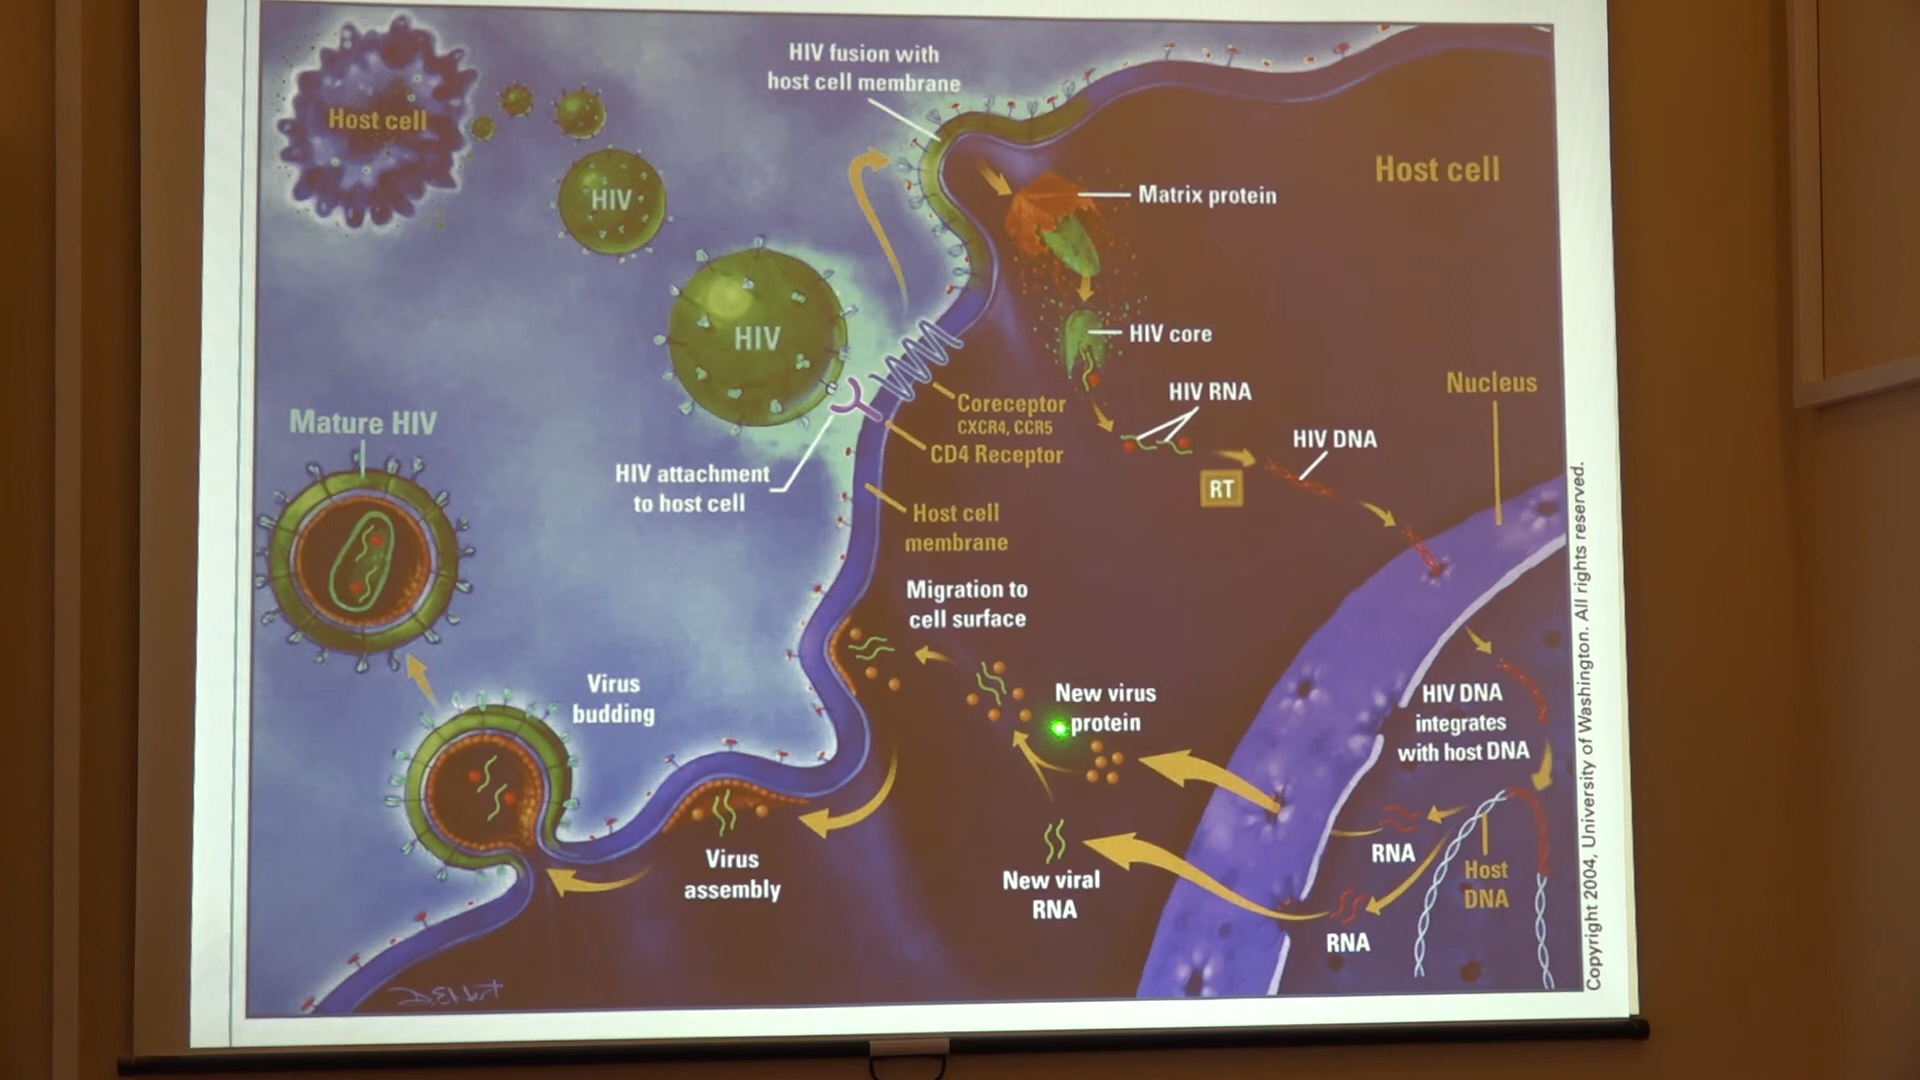 HIV fusion with
host cell membrane
Host cell
HIV
Host cell
Matrix protein
HIV
HIV core
HIV RNA
Nucleus
Coreceptor
CXCR4, CCR5
CD4 Receptor
HIV DNA
Mature HIV
HIV attachment
to host cell
RT
Host cell
membrane
Migration to
cell surface
Virus
budding
New virus
protein
HIV DNA
integrates
with host DNA
Virus
assembly
New viral
RNA
RNA
Host
DNA
RNA
Copyright 2004, University of Washington. All rights reserved.